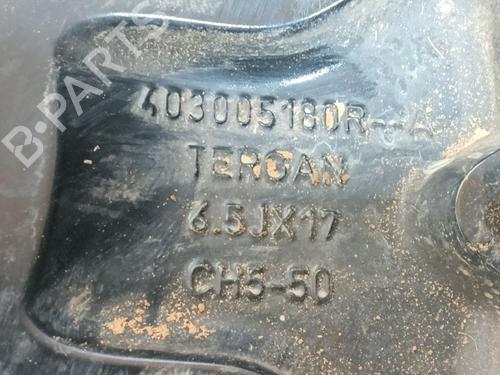 B-PARTS
403005180R--A
TERGAN
6.5JX17
CH5-50